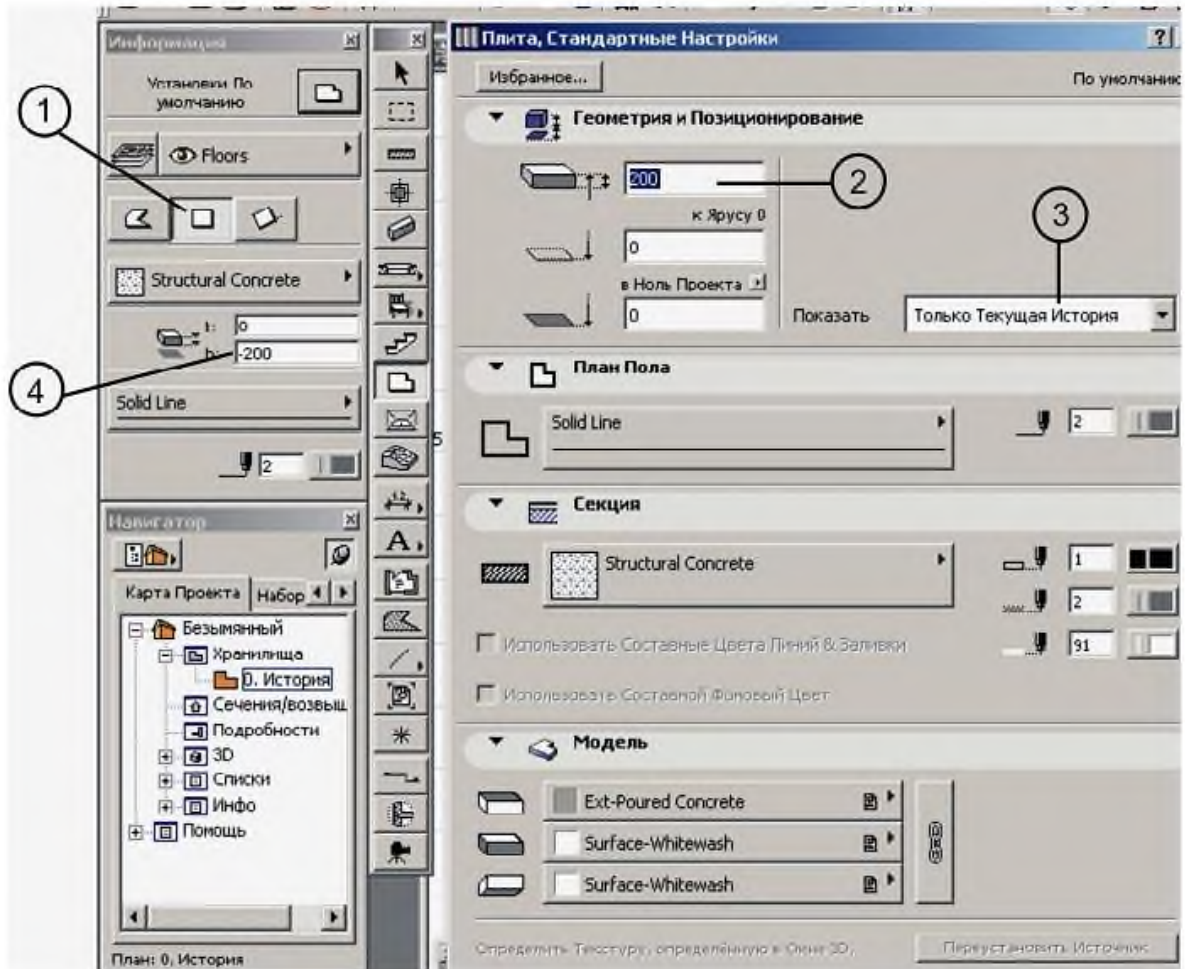 Информация
Установки По
умолчанию
1
Floors
Structural Concrete
t: 0
b: -200
4
Solid Line
2
Навигатор
Карта Проекта Набор
Безымянный
Хранилища
0. История
Сечения/возвыш
Подробности
3D
Списки
Инфо
Помощь
План: 0. История
1.2
A
5
Плита, Стандартные Настройки ?
Избранное... По умолчанию
Геометрия и Позиционирование
200
2
к Ярусу 0
0
3
в Ноль Проекта
0
Показать Только Текущая История
План Пола
Solid Line 2
Секция
Structural Concrete 1
2
Использовать Составные Цвета Линий & Заливки 91
Использовать Составной Фоновый Цвет
Модель
Ext-Poured Concrete
Surface-Whitewash
Surface-Whitewash
Определить Текстуру, определённую в Окне 3D, Переустановить Источник